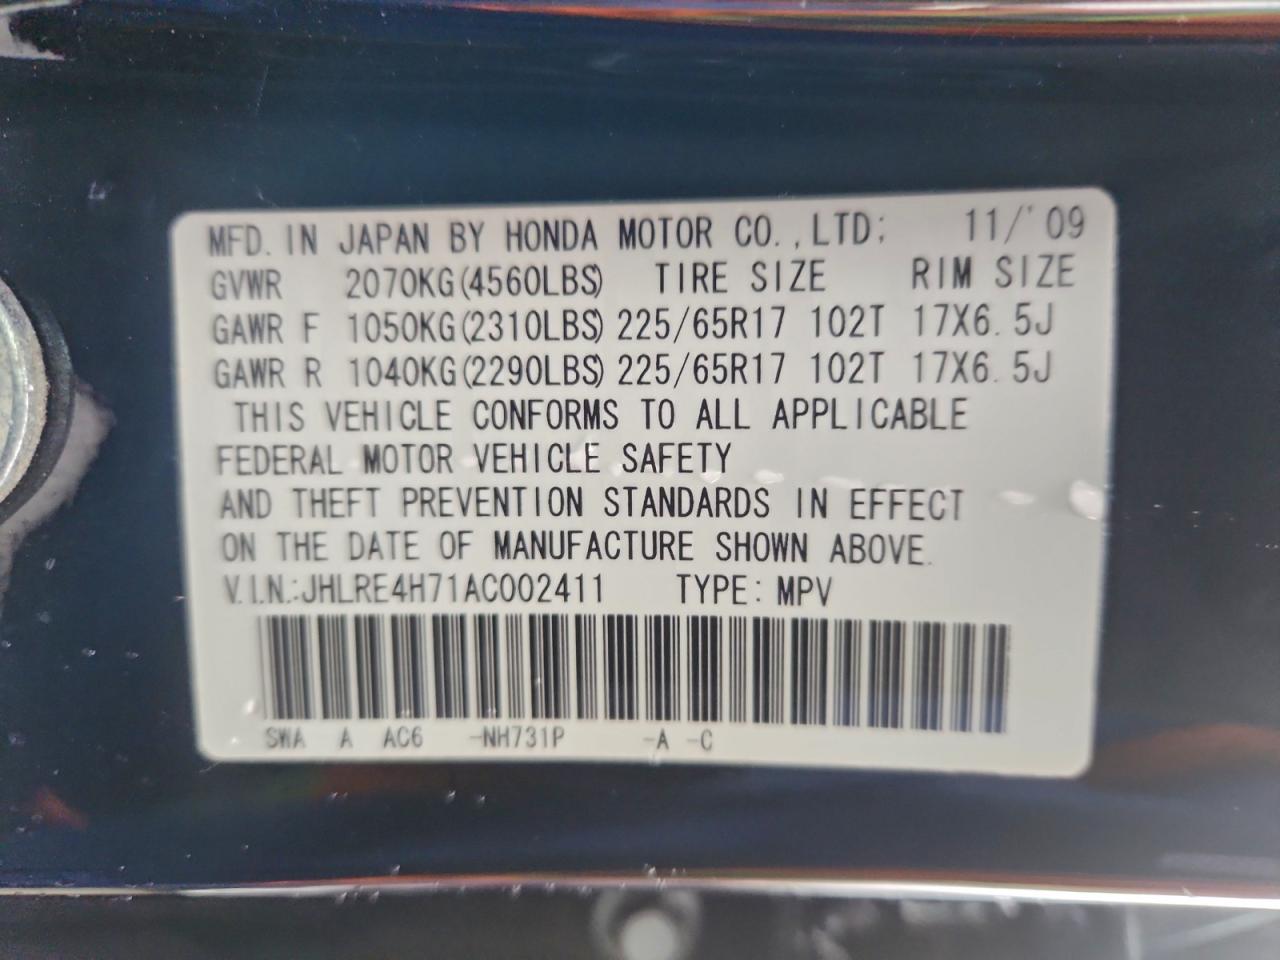 MFD. IN JAPAN BY HONDA MOTOR CO.,LTD: 11/'09
GVWR 2070KG(4560LBS) TIRE SIZE RIM SIZE
GAWR F 1050KG(2310LBS) 225/65R17 102T 17X6.5J
GAWR R 1040KG(2290LBS) 225/65R17 102T 17X6.5J
THIS VEHICLE CONFORMS TO ALL APPLICABLE
FEDERAL MOTOR VEHICLE SAFETY
AND THEFT PREVENTION STANDARDS IN EFFECT
ON THE DATE OF MANUFACTURE SHOWN ABOVE.
V.I.N.:JHLRE4H71AC002411 TYPE: MPV
SWA A AC6 -NH731P -A -C